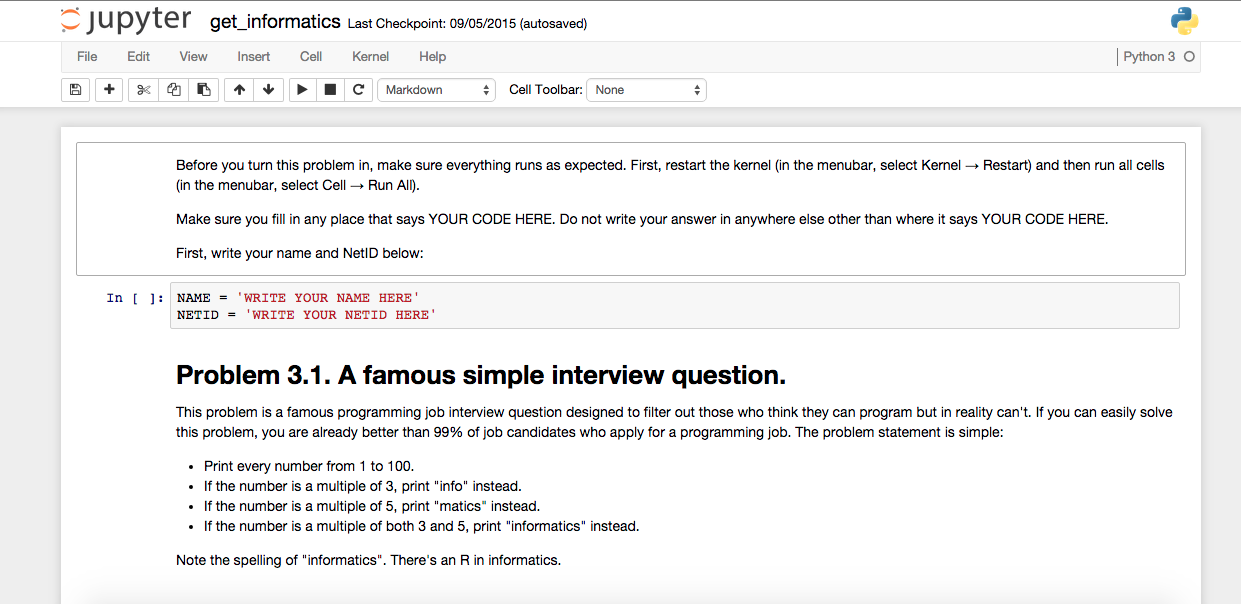 jupyter get_informatics Last Checkpoint: 09/05/2015 (autosaved)
File Edit View Insert Cell Kernel Help Python 3
Markdown Cell Toolbar: None
Before you turn this problem in, make sure everything runs as expected. First, restart the kernel (in the menubar, select Kernel → Restart) and then run all cells
(in the menubar, select Cell → Run All).
Make sure you fill in any place that says YOUR CODE HERE. Do not write your answer in anywhere else other than where it says YOUR CODE HERE.
First, write your name and NetID below:
In [ ]: NAME = 'WRITE YOUR NAME HERE'
NETID = 'WRITE YOUR NETID HERE'
Problem 3.1. A famous simple interview question.
This problem is a famous programming job interview question designed to filter out those who think they can program but in reality can't. If you can easily solve
this problem, you are already better than 99% of job candidates who apply for a programming job. The problem statement is simple:
• Print every number from 1 to 100.
• If the number is a multiple of 3, print "info" instead.
• If the number is a multiple of 5, print "matics" instead.
• If the number is a multiple of both 3 and 5, print "informatics" instead.
Note the spelling of "informatics". There's an R in informatics.